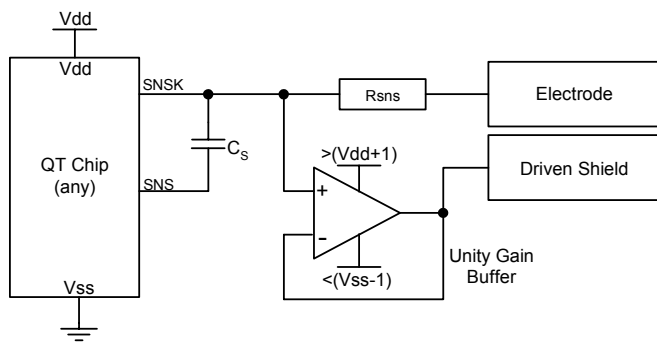 Vdd
Vdd
SNSK
Rsns
Electrode
QT Chip
(any)
SNS
CS
>(Vdd+1)
Driven Shield
+
-
<(Vss-1)
Unity Gain
Buffer
Vss